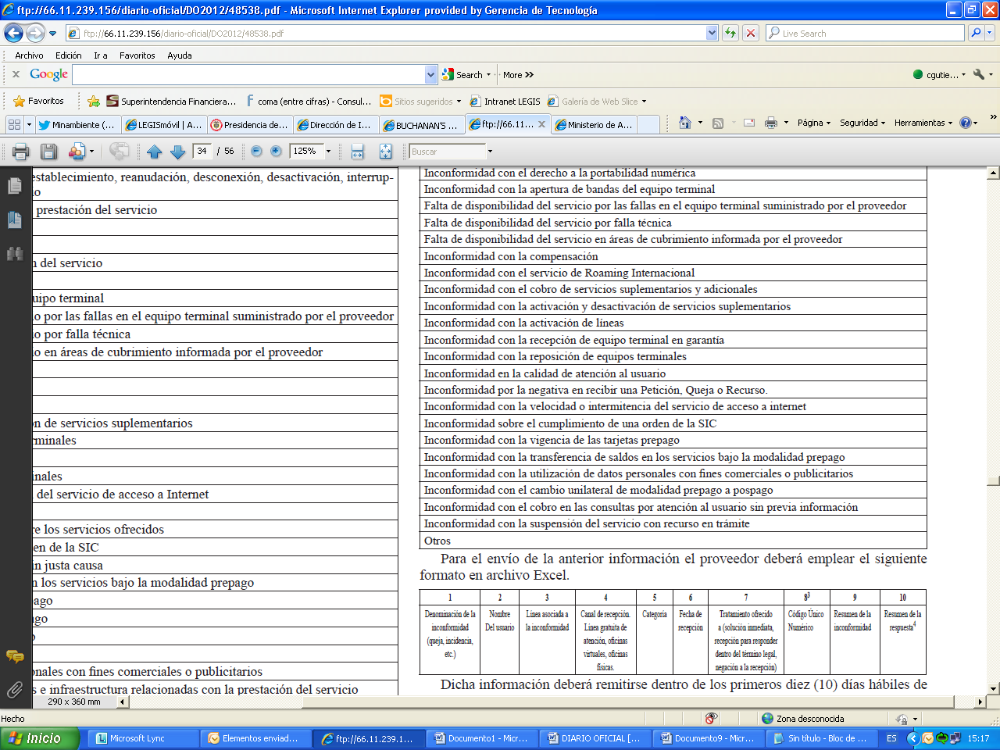 ftp://66.11.239.156/diario-oficial/DO2012/48538.pdf - Microsoft Internet Explorer provided by Gerencia de Tecnología
ftp://66.11.239.156/diario-oficial/DO2012/48538.pdf
Live Search
Archivo Edición Ir a Favoritos Ayuda
x Google Search More >> cgutie...
Favoritos Superintendencia Financiera... coma (entre cifras) - Consul... Sitios sugeridos Intranet LEGIS Galería de Web Slice
Minambiente (... LEGISmóvil | A... Presidencia de... Dirección de I... BUCHANAN'S ... ftp://66.11.... Ministerio de A... Página Seguridad Herramientas >>
34 / 56 125% Buscar
establecimiento, reanudación, desconexión, desactivación, interrup-
io
prestación del servicio
n del servicio
uipo terminal
io por las fallas en el equipo terminal suministrado por el proveedor
io por falla técnica
io en áreas de cubrimiento informada por el proveedor
ón de servicios suplementarios
rminales
inales
del servicio de acceso a Internet
re los servicios ofrecidos
en de la SIC
in justa causa
n los servicios bajo la modalidad prepago
ago
go
o
onales con fines comerciales o publicitarios
s e infraestructura relacionadas con la prestación del servicio
Inconformidad con el derecho a la portabilidad numérica
Inconformidad con la apertura de bandas del equipo terminal
Falta de disponibilidad del servicio por las fallas en el equipo terminal suministrado por el proveedor
Falta de disponibilidad del servicio por falla técnica
Falta de disponibilidad del servicio en áreas de cubrimiento informada por el proveedor
Inconformidad con la compensación
Inconformidad con el servicio de Roaming Internacional
Inconformidad con el cobro de servicios suplementarios y adicionales
Inconformidad con la activación y desactivación de servicios suplementarios
Inconformidad con la activación de líneas
Inconformidad con la recepción de equipo terminal en garantía
Inconformidad con la reposición de equipos terminales
Inconformidad en la calidad de atención al usuario
Inconformidad por la negativa en recibir una Petición, Queja o Recurso.
Inconformidad con la velocidad o intermitencia del servicio de acceso a internet
Inconformidad sobre el cumplimiento de una orden de la SIC
Inconformidad con la vigencia de las tarjetas prepago
Inconformidad con la transferencia de saldos en los servicios bajo la modalidad prepago
Inconformidad con la utilización de datos personales con fines comerciales o publicitarios
Inconformidad con el cambio unilateral de modalidad prepago a pospago
Inconformidad con el cobro en las consultas por atención al usuario sin previa información
Inconformidad con la suspensión del servicio con recurso en trámite
Otros
Para el envío de la anterior información el proveedor deberá emplear el siguiente
formato en archivo Excel.
1 2 3 4 5 6 7 8³ 9 10
Denominación de la Nombre Línea asociada a Canal de recepción. Categoría Fecha de Tratamiento ofrecido Código Único Resumen de la Resumen de la
inconformidad Del usuario la inconformidad Línea gratuita de recepción a (solución inmediata, Numérico inconformidad respuesta⁴
(queja, incidencia, atención, oficinas recepción para responder
etc.) virtuales, oficinas dentro del término legal,
físicas. negación a la recepción)
Dicha información deberá remitirse dentro de los primeros diez (10) días hábiles de
290 x 360 mm
Hecho Zona desconocida
Inicio Microsoft Lync Elementos enviad... ftp://66.11.239.1... Documento1 - Micr... DIARIO OFICIAL [... Documento9 - Micr... Sin título - Bloc de ... ES 15:17